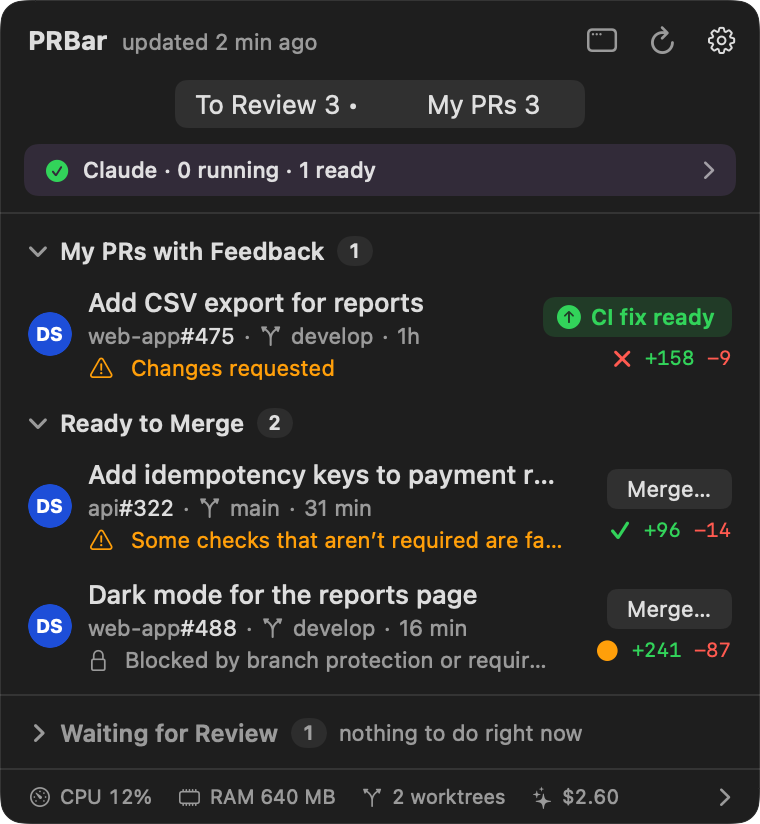 PRBar updated 2 min ago
To Review 3 • My PRs 3
Claude · 0 running · 1 ready
My PRs with Feedback 1
DS
Add CSV export for reports
web-app#475 · develop · 1h
Changes requested
CI fix ready
+158 −9
Ready to Merge 2
DS
Add idempotency keys to payment r...
api#322 · main · 31 min
Some checks that aren’t required are fa...
Merge...
+96 −14
DS
Dark mode for the reports page
web-app#488 · develop · 16 min
Blocked by branch protection or requir...
Merge...
+241 −87
Waiting for Review 1 nothing to do right now
CPU 12% RAM 640 MB 2 worktrees $2.60